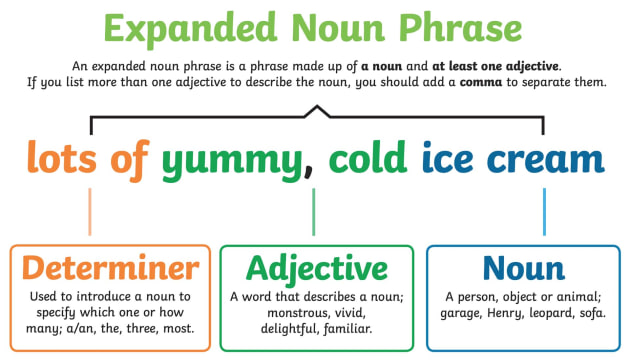 Expanded Noun Phrase
An expanded noun phrase is a phrase made up of a noun and at least one adjective.
If you list more than one adjective to describe the noun, you should add a comma to separate them.
lots of yummy, cold ice cream
Determiner
Used to introduce a noun to
specify which one or how
many; a/an, the, three, most.
Adjective
A word that describes a noun;
monstrous, vivid,
delightful, familiar.
Noun
A person, object or animal;
garage, Henry, leopard, sofa.